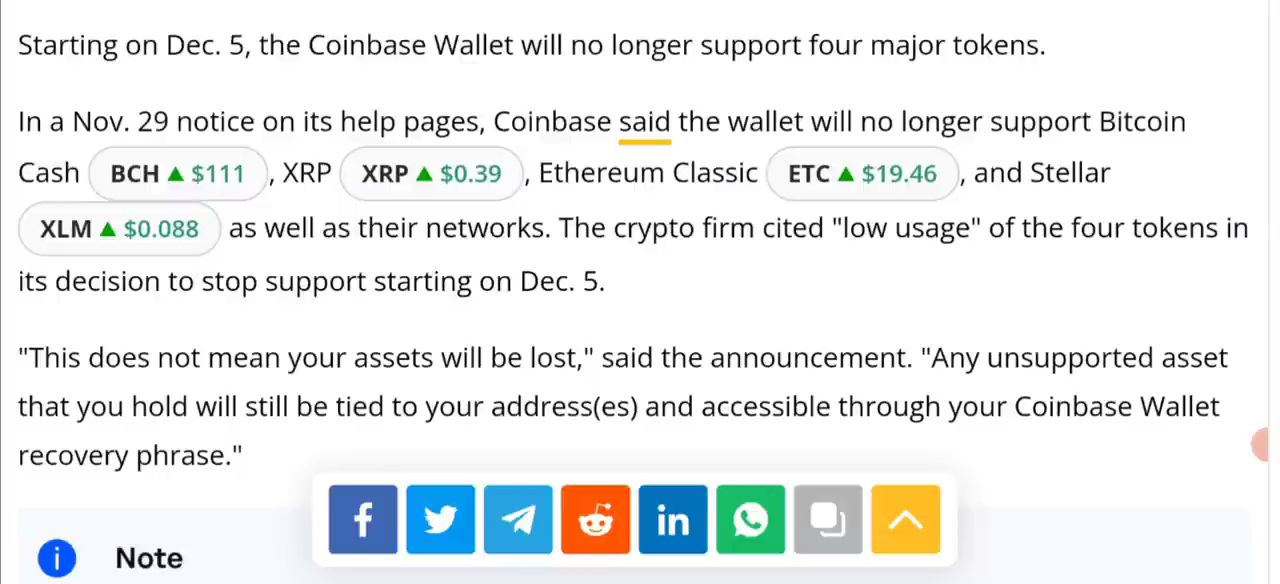 Starting on Dec. 5, the Coinbase Wallet will no longer support four major tokens.
In a Nov. 29 notice on its help pages, Coinbase said the wallet will no longer support Bitcoin
Cash BCH ▲ $111 , XRP XRP ▲ $0.39 , Ethereum Classic ETC ▲ $19.46 , and Stellar
XLM ▲ $0.088 as well as their networks. The crypto firm cited "low usage" of the four tokens in
its decision to stop support starting on Dec. 5.
"This does not mean your assets will be lost," said the announcement. "Any unsupported asset
that you hold will still be tied to your address(es) and accessible through your Coinbase Wallet
recovery phrase."
Note